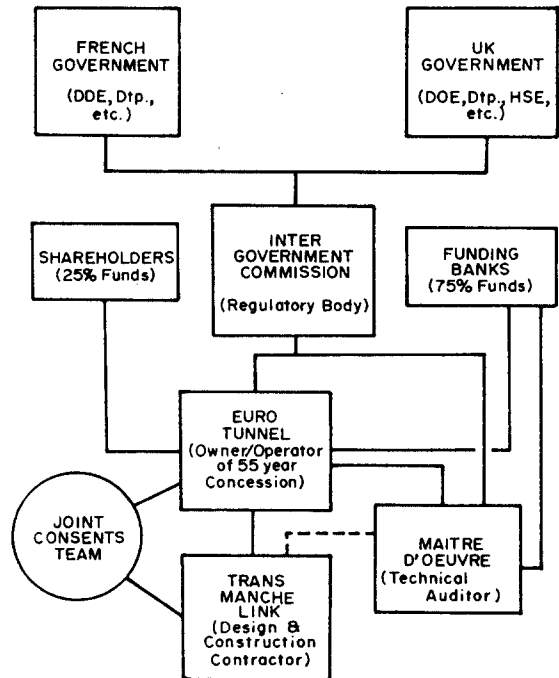 FRENCH
GOVERNMENT
(DDE, Dtp.,
etc.)
UK
GOVERNMENT
(DOE, Dtp., HSE,
etc.)
SHAREHOLDERS
(25% Funds)
INTER
GOVERNMENT
COMMISSION
(Regulatory Body)
FUNDING
BANKS
(75% Funds)
EURO
TUNNEL
(Owner/Operator
of 55 year
Concession)
JOINT
CONSENTS
TEAM
TRANS
MANCHE
LINK
(Design &
Construction
Contractor)
MAITRE
D'OEUVRE
(Technical
Auditor)